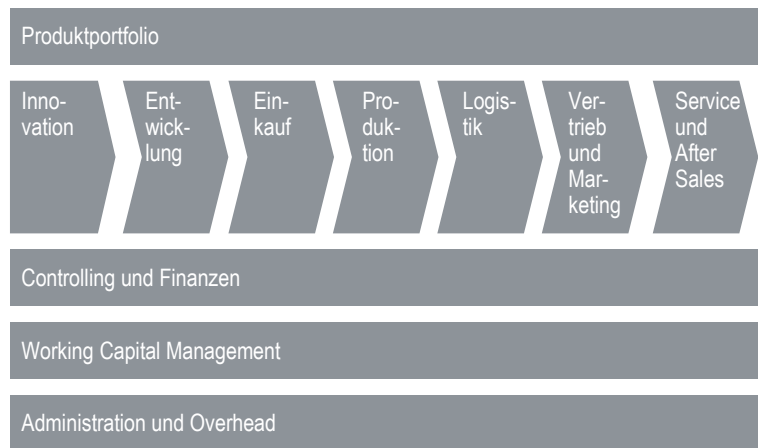 Produktportfolio
Inno-
vation
Ent-
wick-
lung
Ein-
kauf
Pro-
duk-
tion
Logis-
tik
Ver-
trieb
und
Mar-
keting
Service
und
After
Sales
Controlling und Finanzen
Working Capital Management
Administration und Overhead